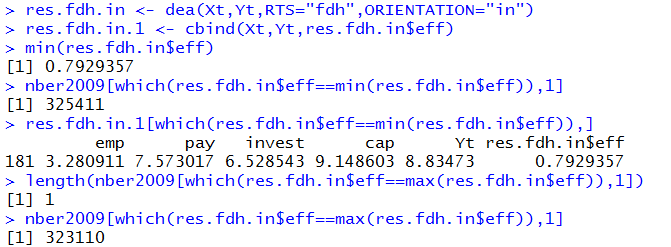 > res.fdh.in <- dea(Xt,Yt,RTS="fdh",ORIENTATION="in")
> res.fdh.in.1 <- cbind(Xt,Yt,res.fdh.in$eff)
> min(res.fdh.in$eff)
[1] 0.7929357
> nber2009[which(res.fdh.in$eff==min(res.fdh.in$eff)),1]
[1] 325411
> res.fdh.in.1[which(res.fdh.in$eff==min(res.fdh.in$eff)),]
emp pay invest cap Yt res.fdh.in$eff
181 3.280911 7.573017 6.528543 9.148603 8.83473 0.7929357
> length(nber2009[which(res.fdh.in$eff==max(res.fdh.in$eff)),1])
[1] 1
> nber2009[which(res.fdh.in$eff==max(res.fdh.in$eff)),1]
[1] 323110